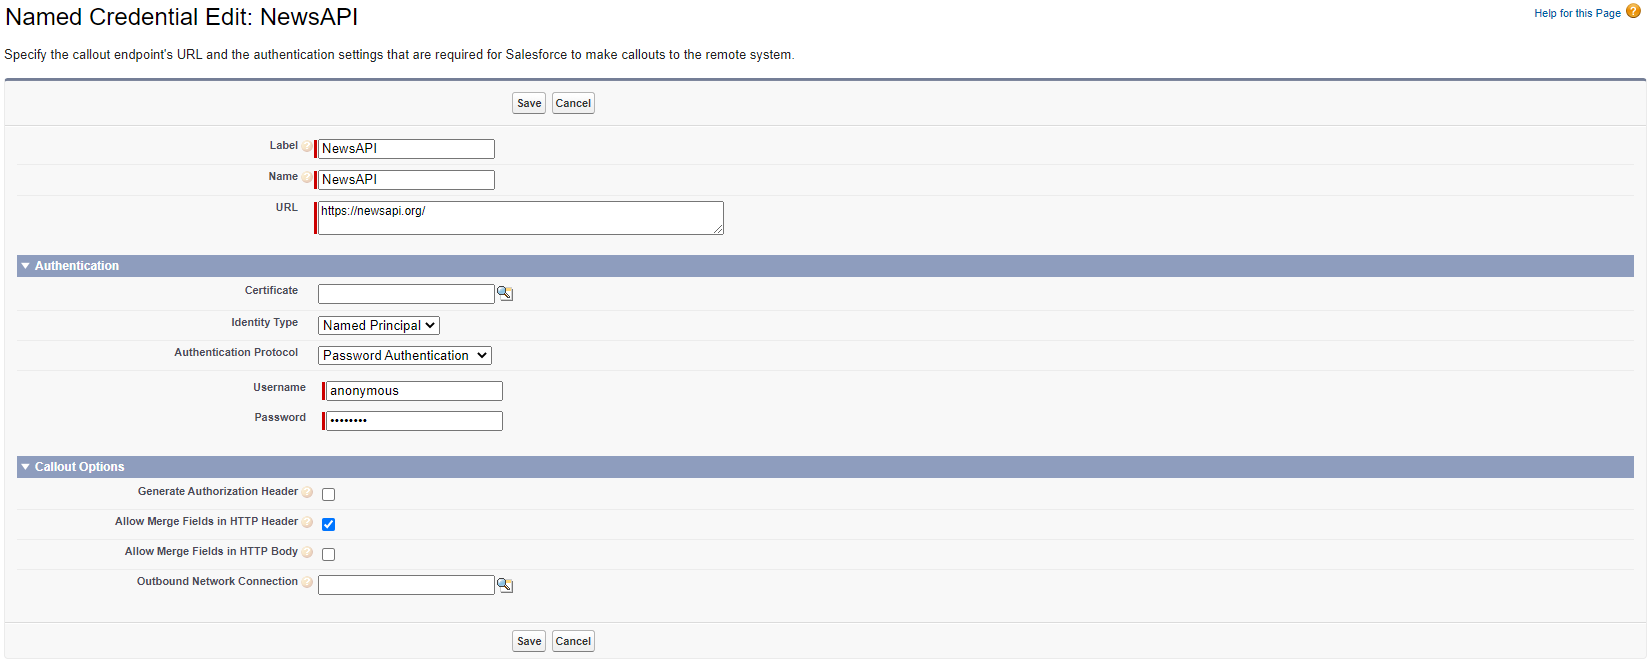 Named Credential Edit: NewsAPI
Help for this Page
Specify the callout endpoint's URL and the authentication settings that are required for Salesforce to make callouts to the remote system.
Save Cancel
Label NewsAPI
Name NewsAPI
URL https://newsapi.org/
Authentication
Certificate
Identity Type Named Principal
Authentication Protocol Password Authentication
Username anonymous
Password ••••••••
Callout Options
Generate Authorization Header
Allow Merge Fields in HTTP Header
Allow Merge Fields in HTTP Body
Outbound Network Connection
Save Cancel